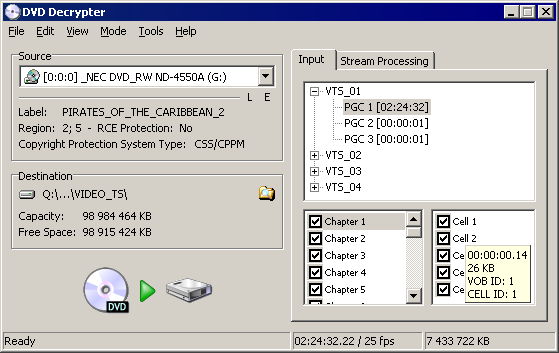 DVD Decrypter
File Edit View Mode Tools Help
Source
[0:0:0] _NEC DVD_RW ND-4550A (G:)
L E
Label: PIRATES_OF_THE_CARIBBEAN_2
Region: 2; 5 - RCE Protection: No
Copyright Protection System Type: CSS/CPPM
Destination
Q:\...\VIDEO_TS\
Capacity: 98 984 464 KB
Free Space: 98 915 424 KB
DVD
Input
Stream Processing
VTS_01
PGC 1 [02:24:32]
PGC 2 [00:00:01]
PGC 3 [00:00:01]
VTS_02
VTS_03
VTS_04
Chapter 1
Chapter 2
Chapter 3
Chapter 4
Chapter 5
Cell 1
Cell 2
Ce
Ce
Ce
00:00:00.14
26 KB
VOB ID: 1
CELL ID: 1
Ready
02:24:32.22 / 25 fps
7 433 722 KB